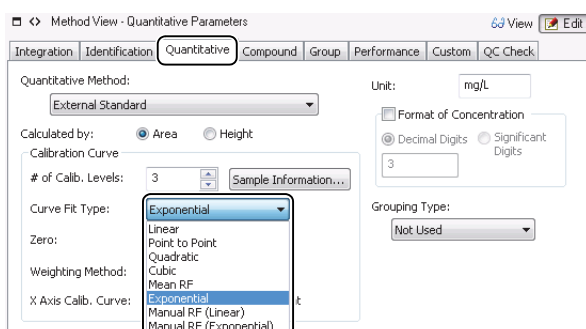 Method View - Quantitative Parameters View Edit
Integration Identification Quantitative Compound Group Performance Custom QC Check
Quantitative Method:
External Standard
Unit: mg/L
Format of Concentration
Calculated by: Area Height
Decimal Digits Significant Digits
3
Calibration Curve
# of Calib. Levels: 3 Sample Information...
Curve Fit Type: Exponential
Grouping Type:
Not Used
Linear
Point to Point
Quadratic
Cubic
Mean RF
Exponential
Manual RF (Linear)
Manual RF (Exponential)
Zero:
Weighting Method:
X Axis Calib. Curve: